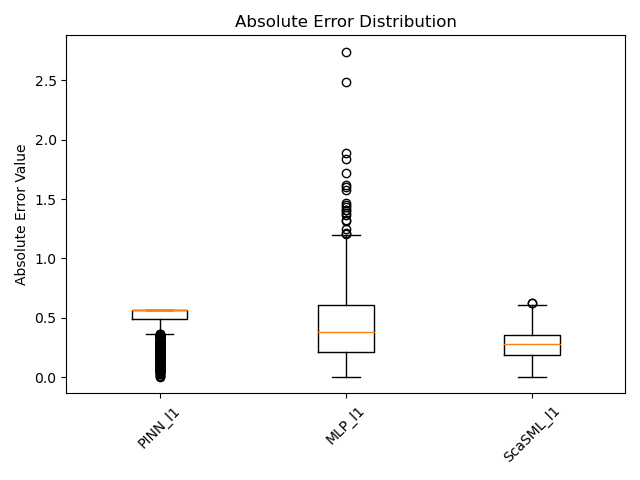 Absolute Error Distribution
Absolute Error Value
2.5
2.0
1.5
1.0
0.5
0.0
PINN_l1
MLP_l1
ScaSML_l1